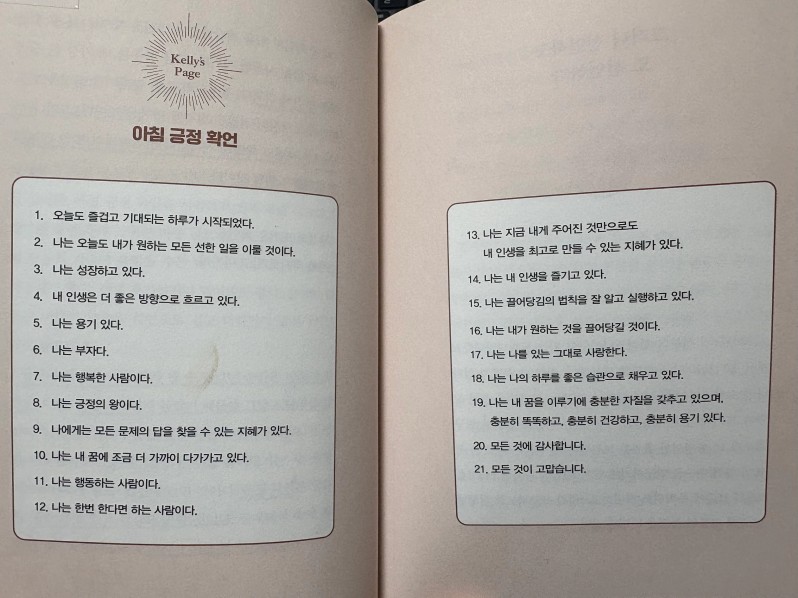 Kelly's
Page
아침 긍정 확언
1. 오늘도 즐겁고 기대되는 하루가 시작되었다.
2. 나는 오늘도 내가 원하는 모든 선한 일을 이룰 것이다.
3. 나는 성장하고 있다.
4. 내 인생은 더 좋은 방향으로 흐르고 있다.
5. 나는 용기 있다.
6. 나는 부자다.
7. 나는 행복한 사람이다.
8. 나는 긍정의 왕이다.
9. 나에게는 모든 문제의 답을 찾을 수 있는 지혜가 있다.
10. 나는 내 꿈에 조금 더 가까이 다가가고 있다.
11. 나는 행동하는 사람이다.
12. 나는 한번 한다면 하는 사람이다.
13. 나는 지금 내게 주어진 것만으로도
내 인생을 최고로 만들 수 있는 지혜가 있다.
14. 나는 내 인생을 즐기고 있다.
15. 나는 끌어당김의 법칙을 잘 알고 실행하고 있다.
16. 나는 내가 원하는 것을 끌어당길 것이다.
17. 나는 나를 있는 그대로 사랑한다.
18. 나는 나의 하루를 좋은 습관으로 채우고 있다.
19. 나는 내 꿈을 이루기에 충분한 자질을 갖추고 있으며,
충분히 똑똑하고, 충분히 건강하고, 충분히 용기 있다.
20. 모든 것에 감사합니다.
21. 모든 것이 고맙습니다.